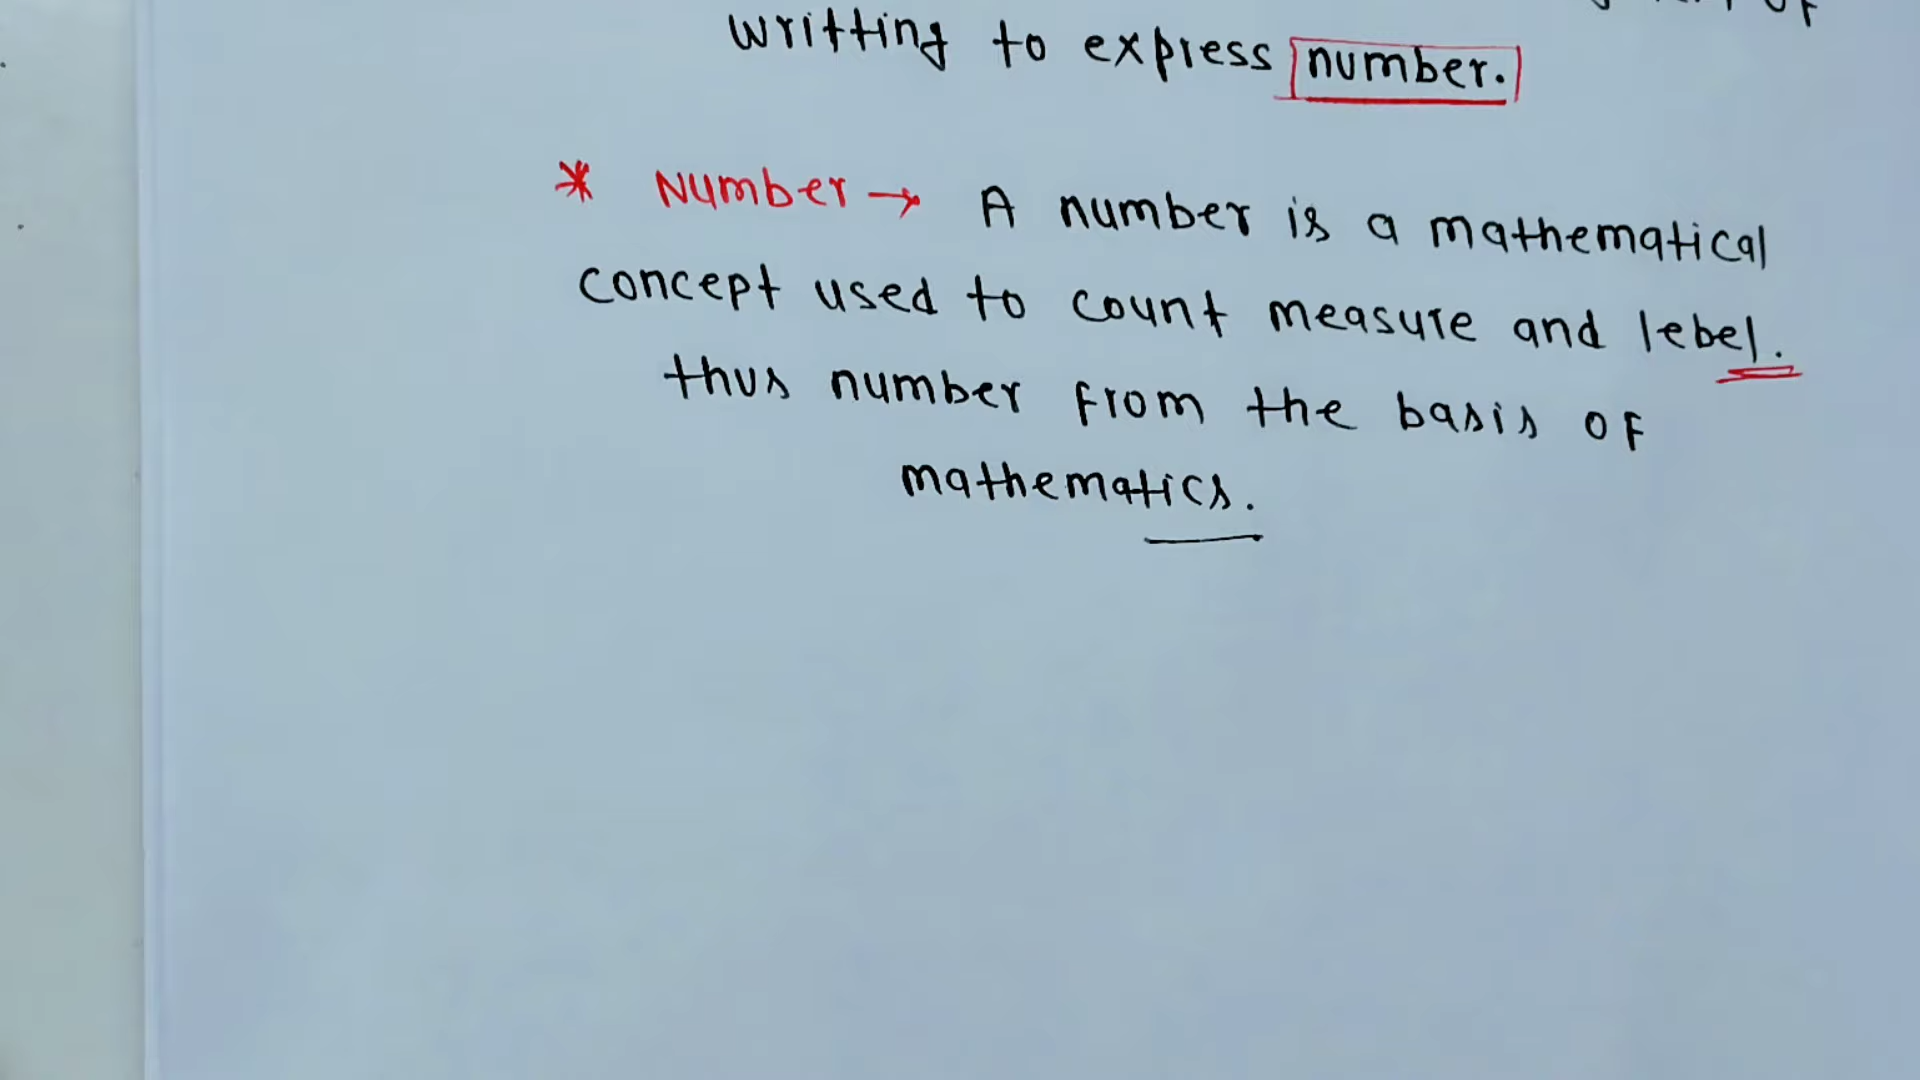 of
writting to express number.
* Number → A number is a mathematical
concept used to count measure and lebel.
thus number from the basis of
mathematics.